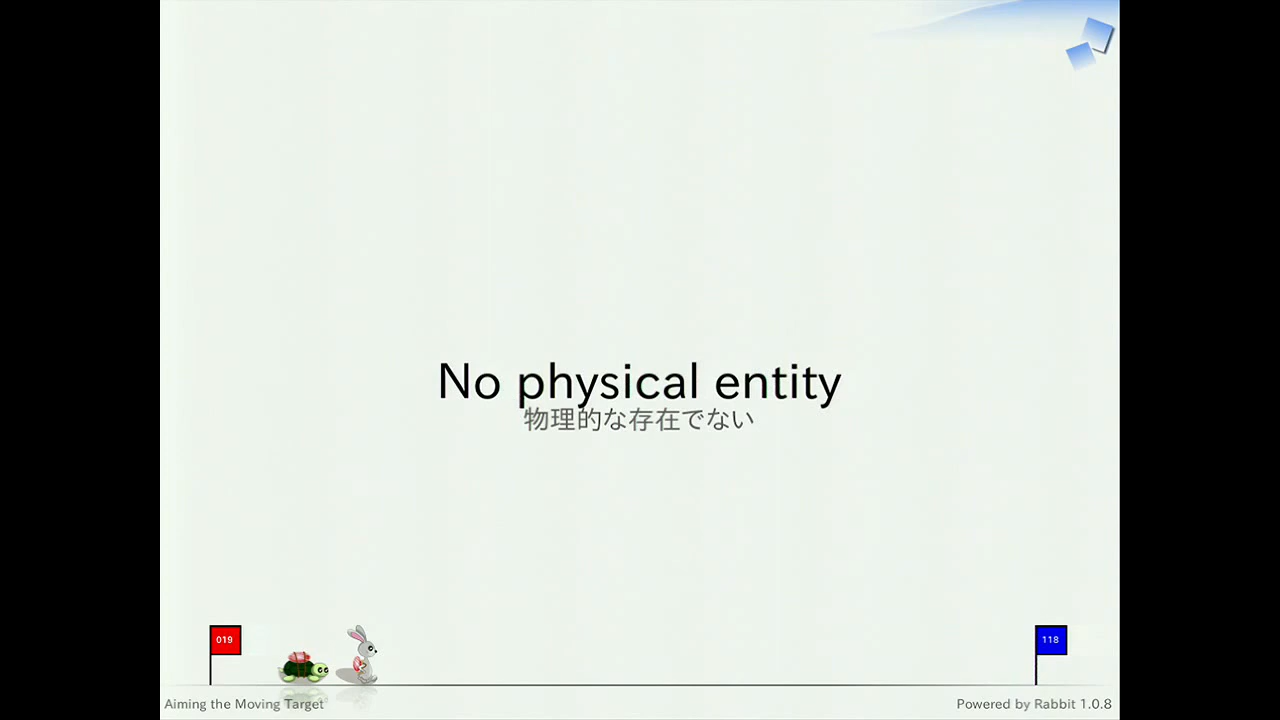 No physical entity
物理的な存在でない
019
118
Aiming the Moving Target
Powered by Rabbit 1.0.8